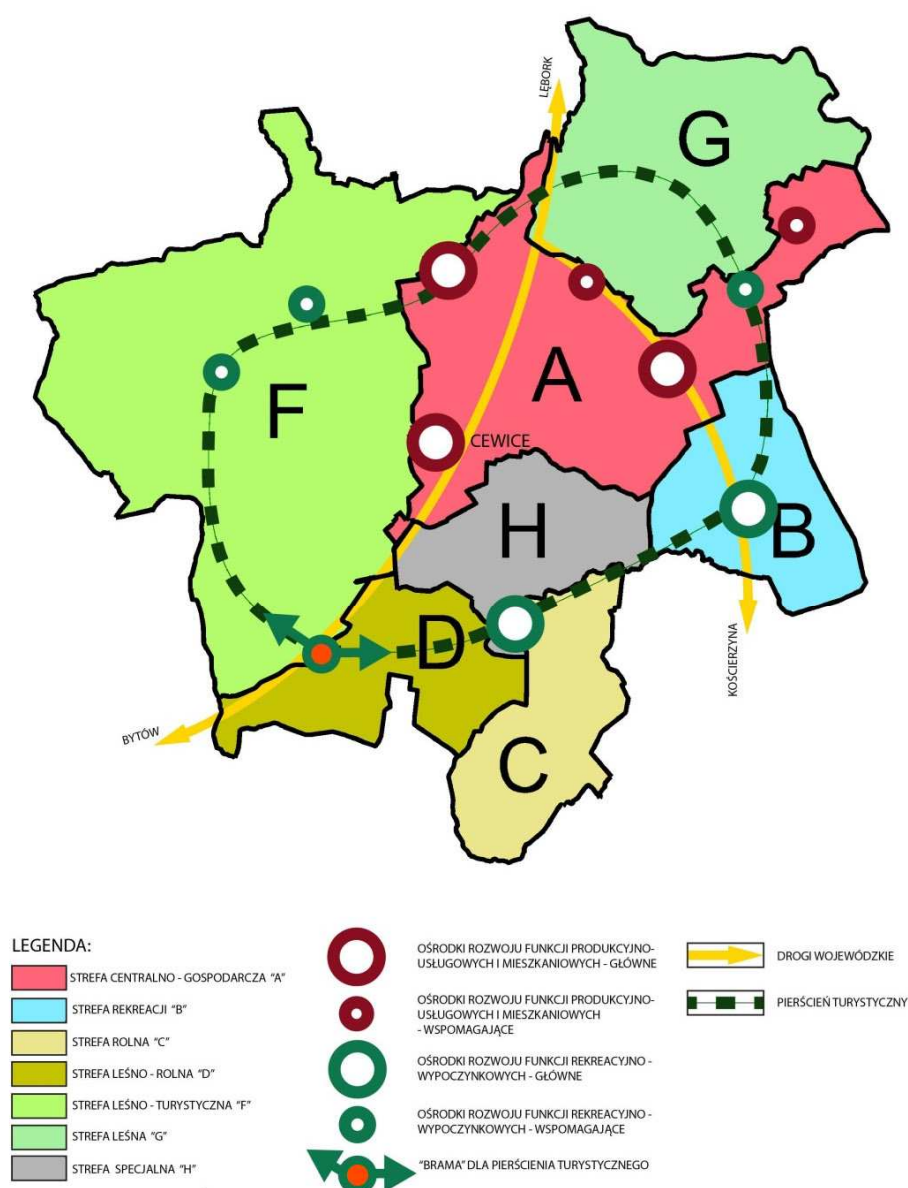 LĘBORK
G
A
F
CEWICE
H
B
D
KOŚCIERZYNA
BYTÓW
C
LEGENDA:
STREFA CENTRALNO - GOSPODARCZA "A"
STREFA REKREACJI "B"
STREFA ROLNA "C"
STREFA LEŚNO - ROLNA "D"
STREFA LEŚNO - TURYSTYCZNA "F"
STREFA LEŚNA "G"
STREFA SPECJALNA "H"
OŚRODKI ROZWOJU FUNKCJI PRODUKCYJNO-
USŁUGOWYCH I MIESZKANIOWYCH - GŁÓWNE
OŚRODKI ROZWOJU FUNKCJI PRODUKCYJNO-
USŁUGOWYCH I MIESZKANIOWYCH
- WSPOMAGAJĄCE
OŚRODKI ROZWOJU FUNKCJI REKREACYJNO -
WYPOCZYNKOWYCH - GŁÓWNE
OŚRODKI ROZWOJU FUNKCJI REKREACYJNO -
WYPOCZYNKOWYCH - WSPOMAGAJĄCE
"BRAMA" DLA PIERŚCIENIA TURYSTYCZNEGO
DROGI WOJEWÓDZKIE
PIERŚCIEŃ TURYSTYCZNY